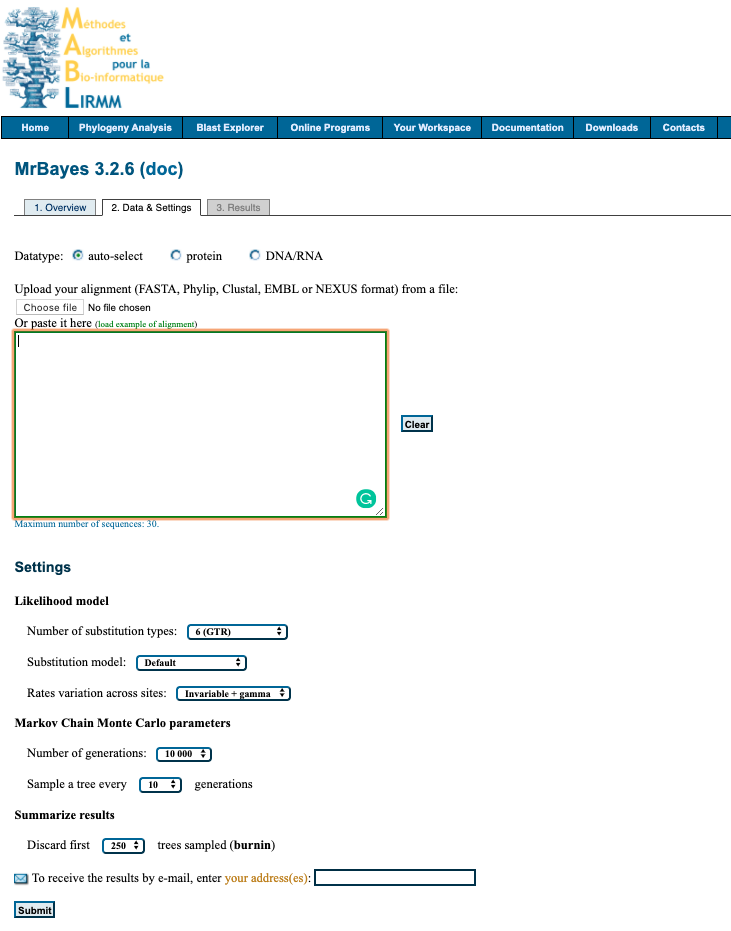 Méthodes
et
Algorithmes
pour la
Bio-informatique
LIRMM
Home Phylogeny Analysis Blast Explorer Online Programs Your Workspace Documentation Downloads Contacts
MrBayes 3.2.6 (doc)
1. Overview 2. Data & Settings 3. Results
Datatype: auto-select protein DNA/RNA
Upload your alignment (FASTA, Phylip, Clustal, EMBL or NEXUS format) from a file:
Choose file No file chosen
Or paste it here (load example of alignment)
Clear
Maximum number of sequences: 30.
Settings
Likelihood model
Number of substitution types: 6 (GTR)
Substitution model: Default
Rates variation across sites: Invariable + gamma
Markov Chain Monte Carlo parameters
Number of generations: 10 000
Sample a tree every 10 generations
Summarize results
Discard first 250 trees sampled (burnin)
To receive the results by e-mail, enter your address(es):
Submit